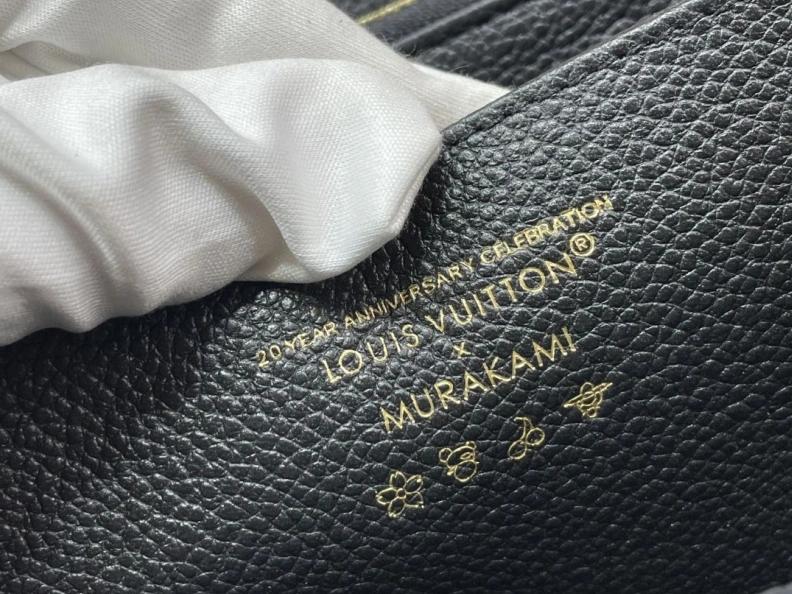 20 YEAR ANNIVERSARY CELEBRATION
LOUIS VUITTON®
x
MURAKAMI